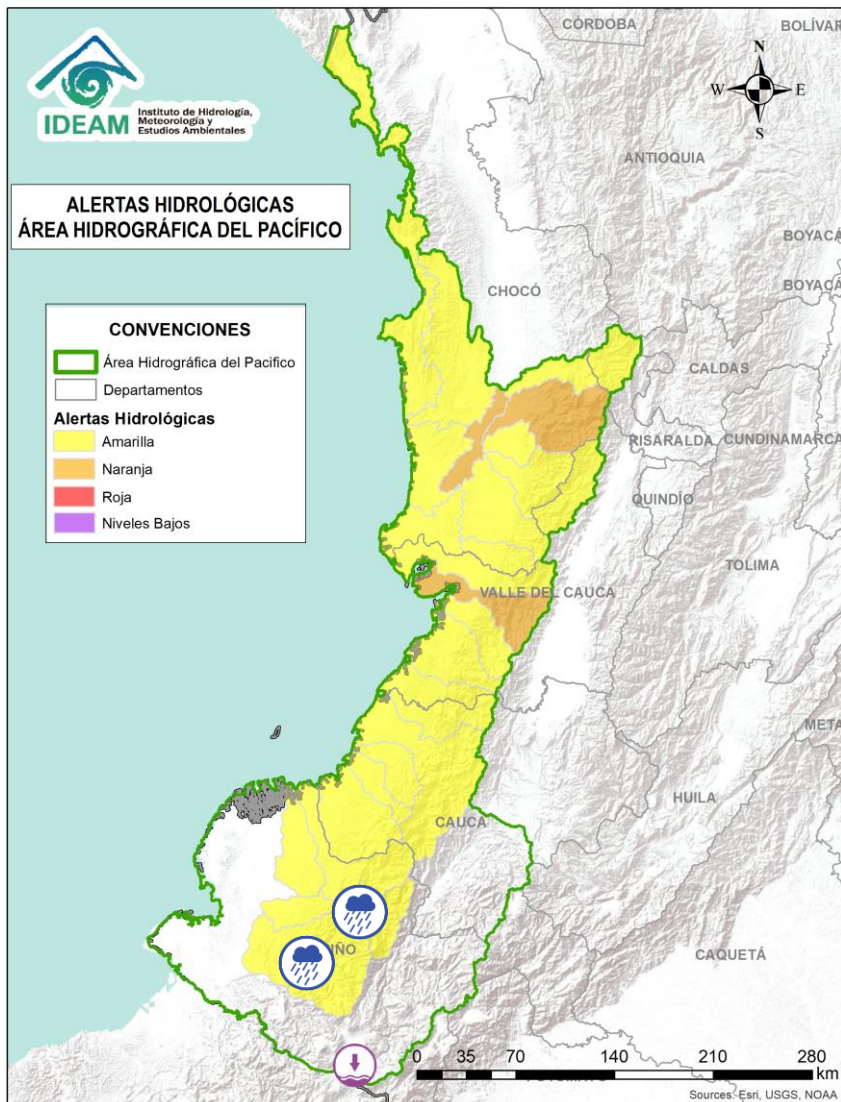 CÓRDOBA
BOLÍVAR
IDEAM
Instituto de Hidrología,
Meteorología y
Estudios Ambientales
N
W
E
S
ANTIOQUIA
ALERTAS HIDROLÓGICAS
ÁREA HIDROGRÁFICA DEL PACÍFICO
BOYACÁ
BOYACÁ
CHOCÓ
CONVENCIONES
Área Hidrográfica del Pacifico
Departamentos
Alertas Hidrológicas
Amarilla
Naranja
Roja
Niveles Bajos
CALDAS
RISARALDA
CUNDINAMARCA
QUINDÍO
TOLIMA
VALLE DEL CAUCA
META
HUILA
CAUCA
IÑO
CAQUETÁ
0 35 70 140 210 280
km
Sources: Esri, USGS, NOAA